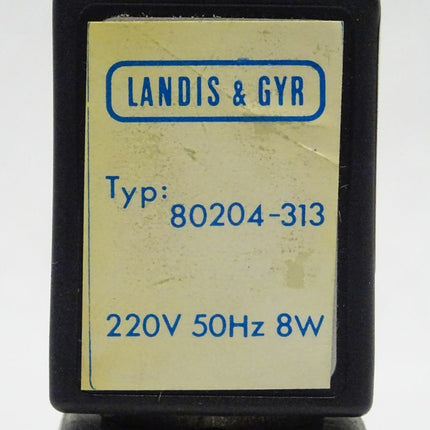 LANDIS & GYR
Typ:
80204-313
220V 50Hz 8W